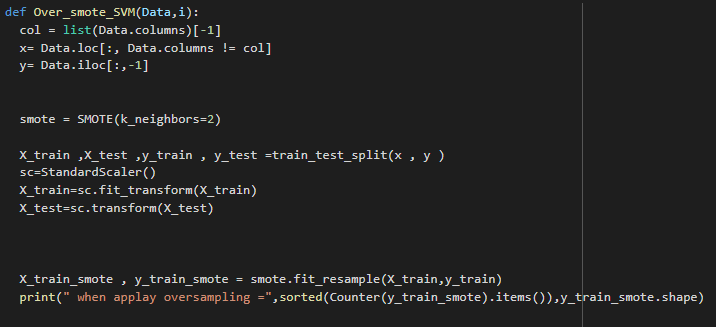 def Over_smote_SVM(Data,i):
col = list(Data.columns)[-1]
x= Data.loc[:, Data.columns != col]
y= Data.iloc[:,-1]
smote = SMOTE(k_neighbors=2)
X_train ,X_test ,y_train , y_test =train_test_split(x , y )
sc=StandardScaler()
X_train=sc.fit_transform(X_train)
X_test=sc.transform(X_test)
X_train_smote , y_train_smote = smote.fit_resample(X_train,y_train)
print(" when applay oversampling =",sorted(Counter(y_train_smote).items()),y_train_smote.shape)